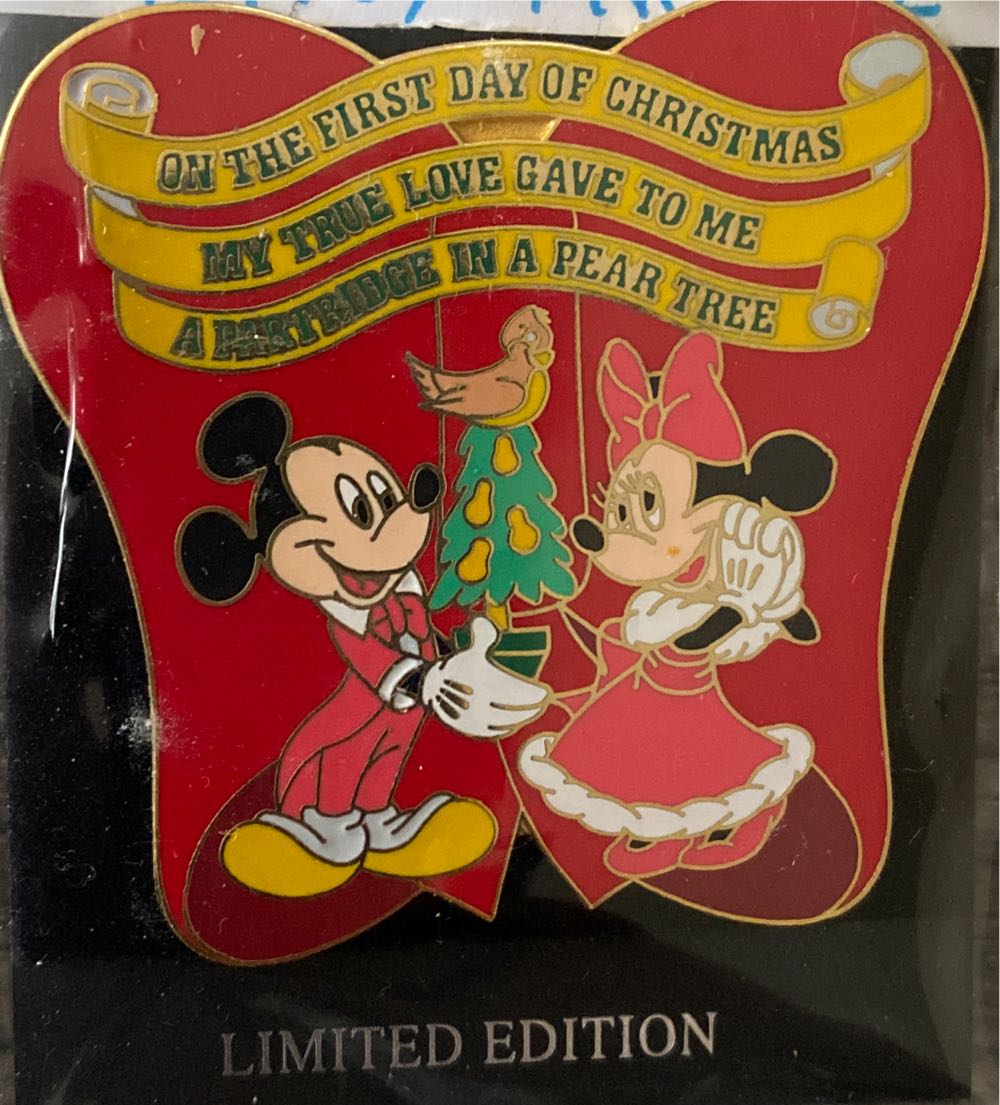 ON THE FIRST DAY OF CHRISTMAS
MY TRUE LOVE GAVE TO ME
A PARTRIDGE IN A PEAR TREE
LIMITED EDITION